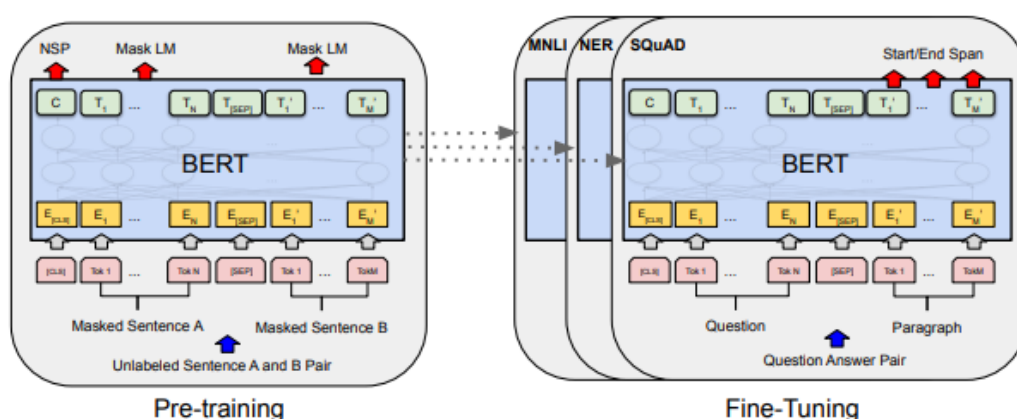 NSP Mask LM Mask LM
C T1 ... TN T[SEP] T1' ... TM'
BERT
E[CLS] E1 ... EN E[SEP] E1' ... EM'
[CLS] Tok 1 ... Tok N [SEP] Tok 1 ... TokM
Masked Sentence A Masked Sentence B
Unlabeled Sentence A and B Pair
Pre-training
MNLI NER SQuAD
Start/End Span
C T1 ... TN T[SEP] T1' ... TM'
BERT
E[CLS] E1 ... EN E[SEP] E1' ... EM'
[CLS] Tok 1 ... Tok N [SEP] Tok 1 ... TokM
Question Paragraph
Question Answer Pair
Fine-Tuning